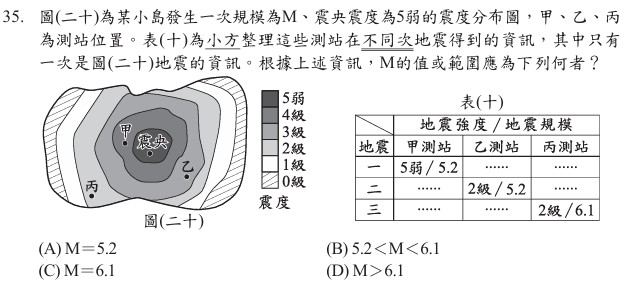 35. 圖(二十)為某小島發生一次規模為M、震央震度為5弱的震度分布圖,甲、乙、丙
為測站位置。表(十)為小方整理這些測站在不同次地震得到的資訊,其中只有
一次是圖(二十)地震的資訊。根據上述資訊,M的值或範圍應為下列何者?
甲
震央
乙
丙
5弱
4級
3級
2級
1級
0級
震度
圖(二十)
表(十)
地震強度/地震規模
地震 甲測站 乙測站 丙測站
一 5弱/5.2 …… ……
二 …… 2級/5.2 ……
三 …… …… 2級/6.1
(A) M=5.2 (B) 5.2<M<6.1
(C) M=6.1 (D) M>6.1